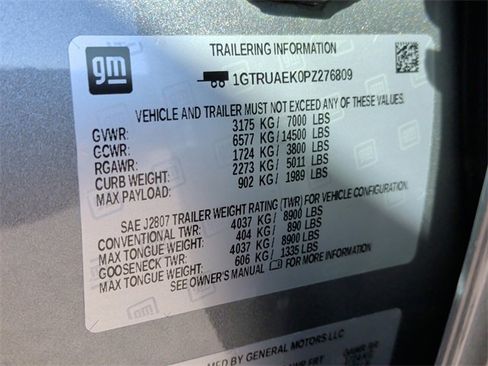 gm
TRAILERING INFORMATION
1GTRUAEK0PZ276809
VEHICLE AND TRAILER MUST NOT EXCEED ANY OF THESE VALUES.
GVWR: 3175 KG / 7000 LBS
GCWR: 6577 KG / 14500 LBS
RGAWR: 1724 KG / 3800 LBS
CURB WEIGHT: 2273 KG / 5011 LBS
MAX PAYLOAD: 902 KG / 1989 LBS
SAE J2807 TRAILER WEIGHT RATING (TWR) FOR VEHICLE CONFIGURATION.
CONVENTIONAL TWR: 4037 KG / 8900 LBS
MAX TONGUE WEIGHT: 404 KG / 890 LBS
GOOSENECK TWR: 4037 KG / 8900 LBS
MAX TONGUE WEIGHT: 606 KG / 1335 LBS
SEE OWNER'S MANUAL FOR MORE INFORMATION
MFD BY GENERAL MOTORS LLC